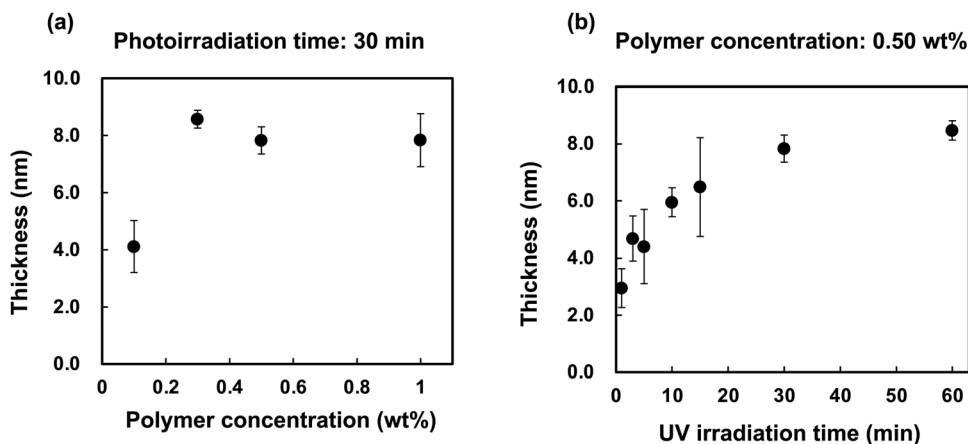 (a)
Photoirradiation time: 30 min
10.0
8.0
6.0
4.0
2.0
0.0
Thickness (nm)
0 0.2 0.4 0.6 0.8 1
Polymer concentration (wt%)
(b)
Polymer concentration: 0.50 wt%
10.0
8.0
6.0
4.0
2.0
0.0
Thickness (nm)
0 10 20 30 40 50 60
UV irradiation time (min)